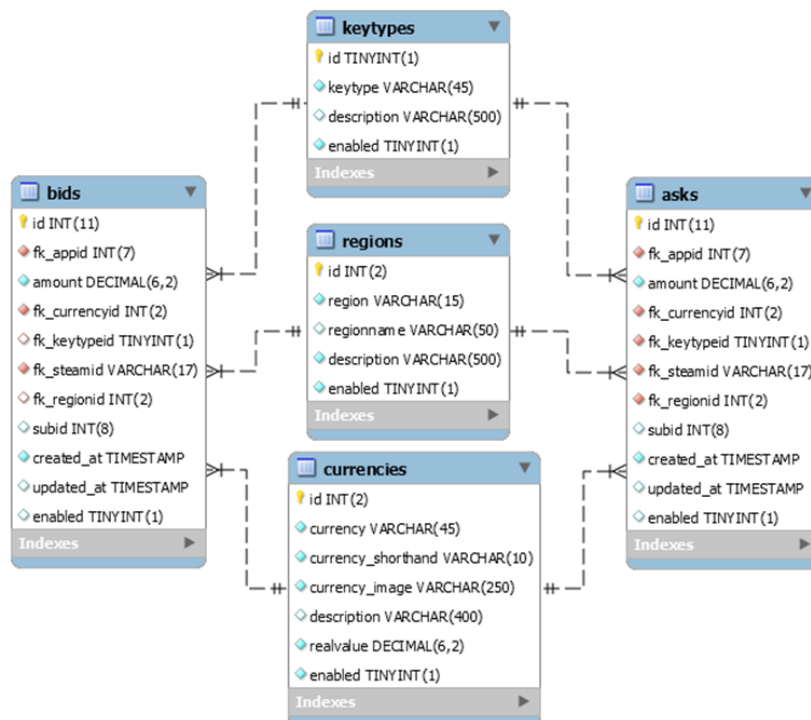 keytypes
id TINYINT(1)
keytype VARCHAR(45)
description VARCHAR(500)
enabled TINYINT(1)
Indexes
bids
id INT(11)
fk_appid INT(7)
amount DECIMAL(6,2)
fk_currencyid INT(2)
fk_keytypeid TINYINT(1)
fk_steamid VARCHAR(17)
fk_regionid INT(2)
subid INT(8)
created_at TIMESTAMP
updated_at TIMESTAMP
enabled TINYINT(1)
Indexes
regions
id INT(2)
region VARCHAR(15)
regionname VARCHAR(50)
description VARCHAR(500)
enabled TINYINT(1)
Indexes
currencies
id INT(2)
currency VARCHAR(45)
currency_shorthand VARCHAR(10)
currency_image VARCHAR(250)
description VARCHAR(400)
realvalue DECIMAL(6,2)
enabled TINYINT(1)
Indexes
asks
id INT(11)
fk_appid INT(7)
amount DECIMAL(6,2)
fk_currencyid INT(2)
fk_keytypeid TINYINT(1)
fk_steamid VARCHAR(17)
fk_regionid INT(2)
subid INT(8)
created_at TIMESTAMP
updated_at TIMESTAMP
enabled TINYINT(1)
Indexes